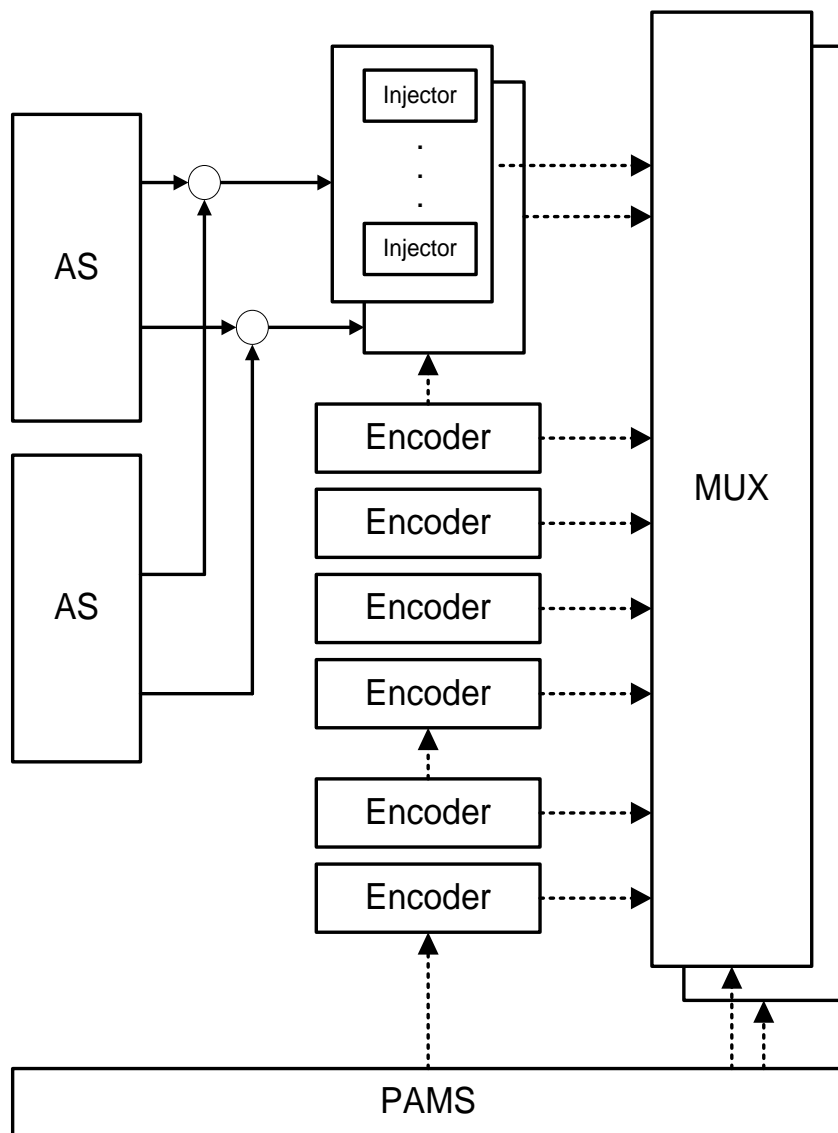 Injector
.
.
.
Injector
AS
AS
Encoder
Encoder
Encoder
Encoder
Encoder
Encoder
MUX
PAMS